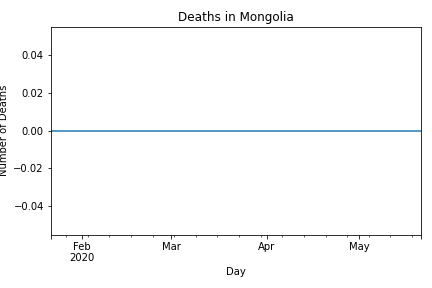 Deaths in Mongolia
Number of Deaths
0.04
0.02
0.00
−0.02
−0.04
Feb
2020
Mar
Apr
May
Day